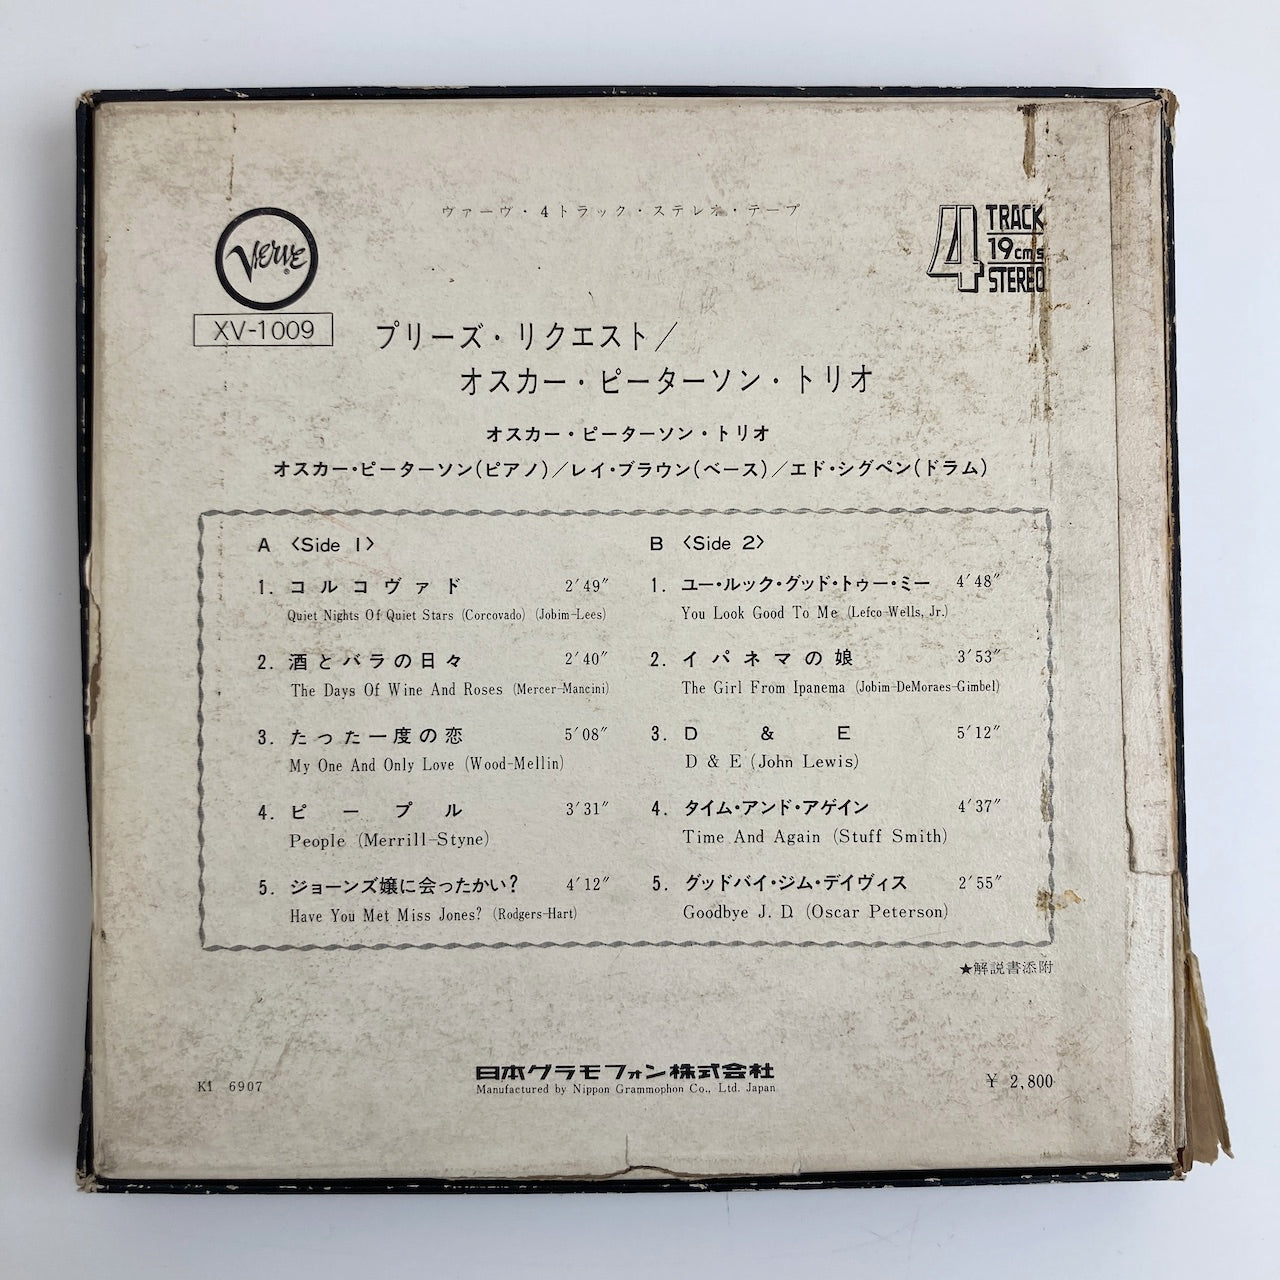 ヴァーヴ・4トラック・ステレオ・テープ
Verve
4 TRACK
19cm/s
STEREO
XV-1009
プリーズ・リクエスト/
オスカー・ピーターソン・トリオ
オスカー・ピーターソン・トリオ
オスカー・ピーターソン(ピアノ)/レイ・ブラウン(ベース)/エド・シグペン(ドラム)
A 〈Side 1〉
1. コルコヴァド 2′49″
Quiet Nights Of Quiet Stars (Corcovado) (Jobim-Lees)
2. 酒とバラの日々 2′40″
The Days Of Wine And Roses (Mercer-Mancini)
3. たった一度の恋 5′08″
My One And Only Love (Wood-Mellin)
4. ピープル 3′31″
People (Merrill-Styne)
5. ジョーンズ嬢に会ったかい? 4′12″
Have You Met Miss Jones? (Rodgers-Hart)
B 〈Side 2〉
1. ユー・ルック・グッド・トゥー・ミー 4′48″
You Look Good To Me (Lefco-Wells, Jr.)
2. イパネマの娘 3′53″
The Girl From Ipanema (Jobim-DeMoraes-Gimbel)
3. D & E 5′12″
D & E (John Lewis)
4. タイム・アンド・アゲイン 4′37″
Time And Again (Stuff Smith)
5. グッドバイ・ジム・デイヴィス 2′55″
Goodbye J. D. (Oscar Peterson)
★解説書添附
日本グラモフォン株式会社
Manufactured by Nippon Grammophon Co., Ltd. Japan
K1 6907
¥ 2,800